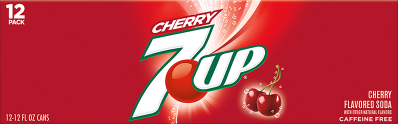 12
PACK
CHERRY
7UP
CHERRY
FLAVORED SODA
WITH OTHER NATURAL FLAVORS
CAFFEINE FREE
12-12 FL OZ CANS